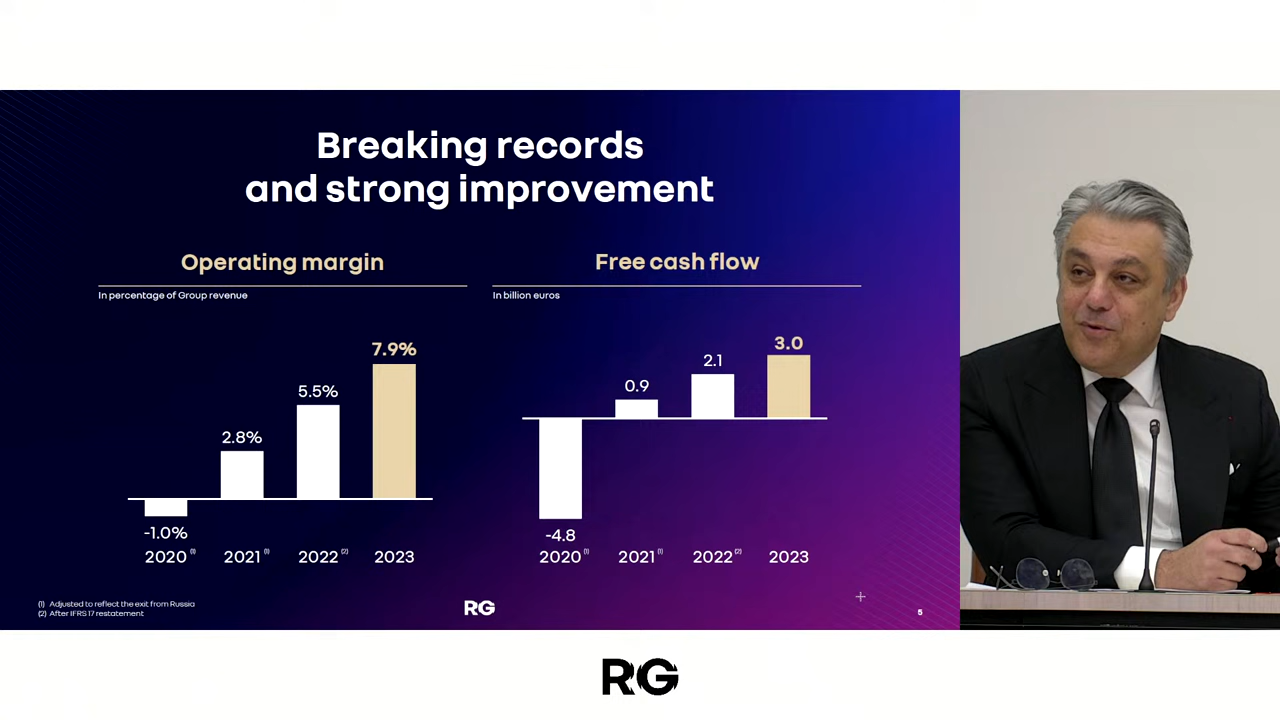 Breaking records
and strong improvement
Operating margin
In percentage of Group revenue
7.9%
5.5%
2.8%
-1.0%
2020 (1)
2021 (1)
2022 (2)
2023
Free cash flow
In billion euros
3.0
2.1
0.9
-4.8
2020 (1)
2021 (1)
2022 (2)
2023
(1) Adjusted to reflect the exit from Russia
(2) After IFRS 17 restatement
RG
5
RG